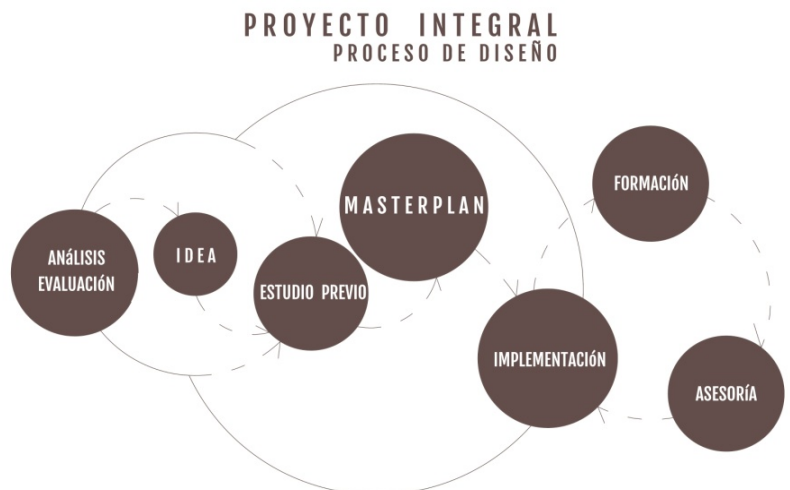 PROYECTO INTEGRAL
PROCESO DE DISEÑO
ANáLISIS
EVALUACIóN
IDEA
ESTUDIO PREVIO
MASTERPLAN
IMPLEMENTACIóN
FORMACIóN
ASESORíA